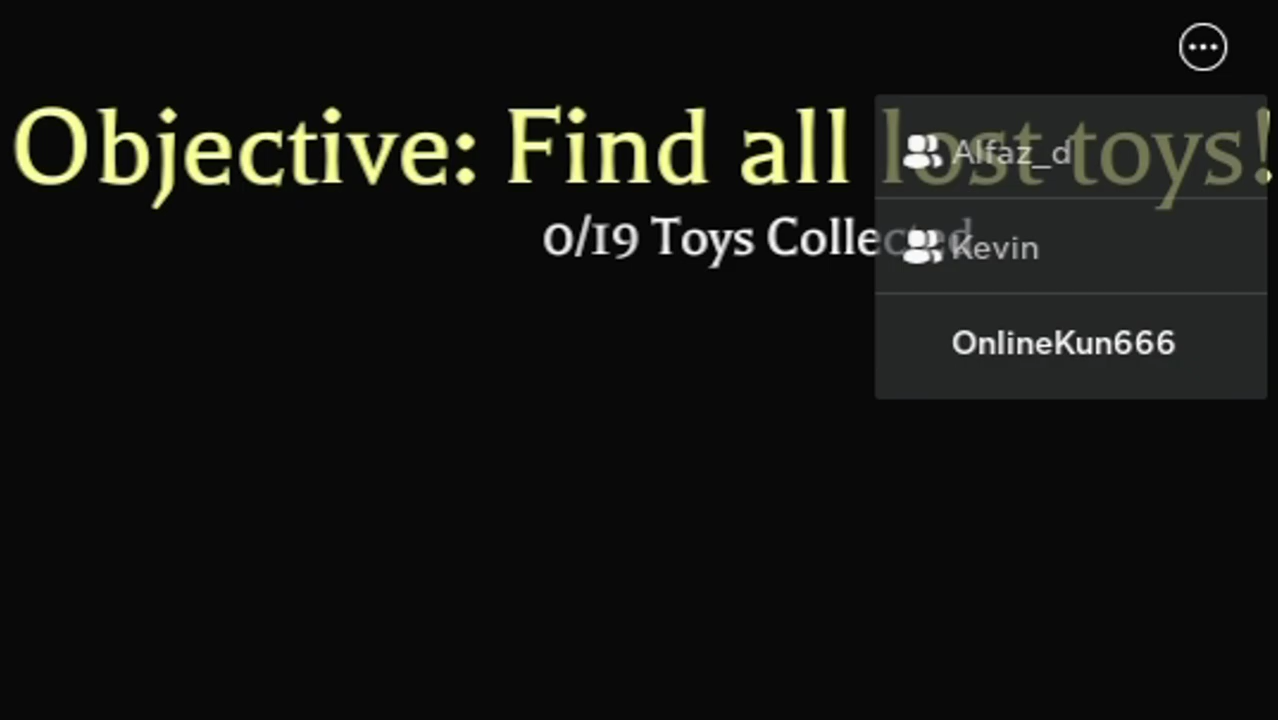 Objective: Find all lost toys!
0/19 Toys Collected
Alfaz_d
Kevin
OnlineKun666